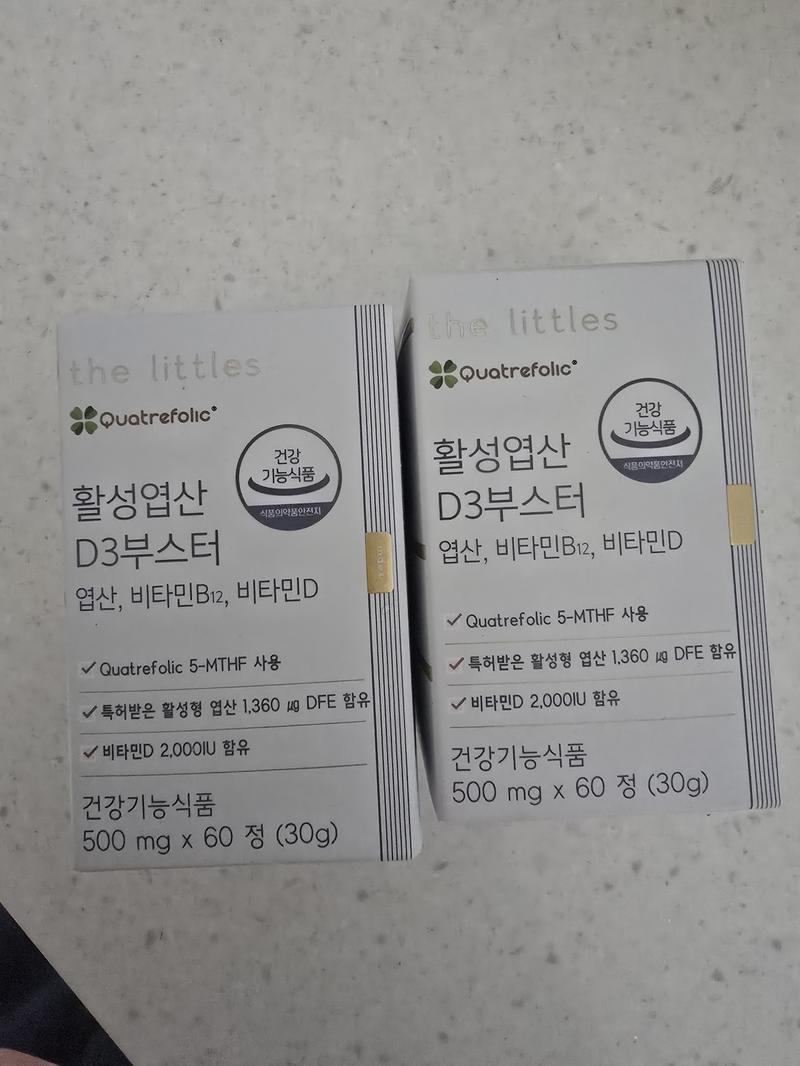 the littles
Quatrefolic®
건강
기능식품
식품의약품안전처
활성엽산
D3부스터
엽산, 비타민B12, 비타민D
Quatrefolic 5-MTHF 사용
특허받은 활성형 엽산 1,360 ㎍ DFE 함유
비타민D 2,000IU 함유
건강기능식품
500 mg x 60 정 (30g)
the littles
Quatrefolic®
건강
기능식품
식품의약품안전처
활성엽산
D3부스터
엽산, 비타민B12, 비타민D
Quatrefolic 5-MTHF 사용
특허받은 활성형 엽산 1,360 ㎍ DFE 함유
비타민D 2,000IU 함유
건강기능식품
500 mg x 60 정 (30g)